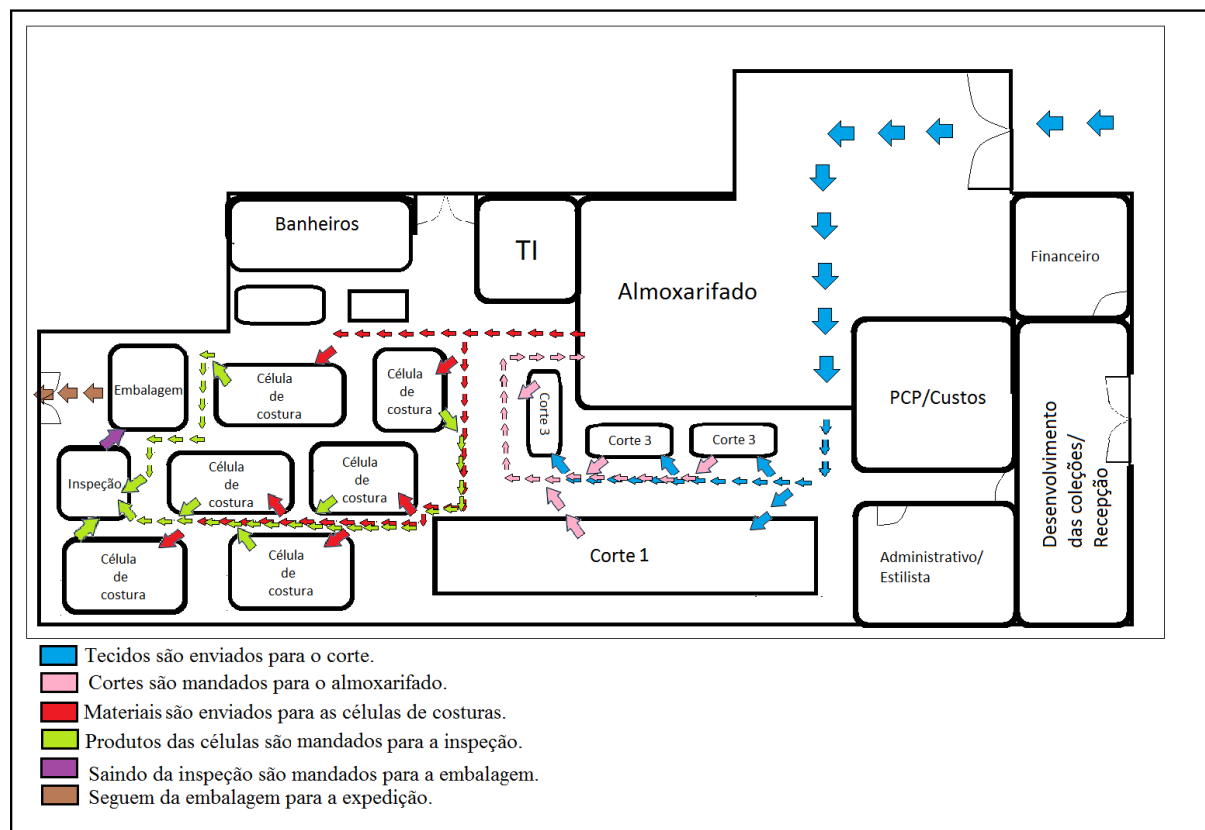 Banheiros
TI
Almoxarifado
Financeiro
Embalagem
Célula
de
costura
Célula
de
costura
Corte 3
Corte 3
Corte 3
PCP/Custos
Desenvolvimento
das coleções/
Recepção
Inspeção
Célula
de
costura
Célula
de
costura
Célula
de
costura
Célula
de
costura
Corte 1
Administrativo/
Estilista
Tecidos são enviados para o corte.
Cortes são mandados para o almoxarifado.
Materiais são enviados para as células de costuras.
Produtos das células são mandados para a inspeção.
Saindo da inspeção são mandados para a embalagem.
Seguem da embalagem para a expedição.